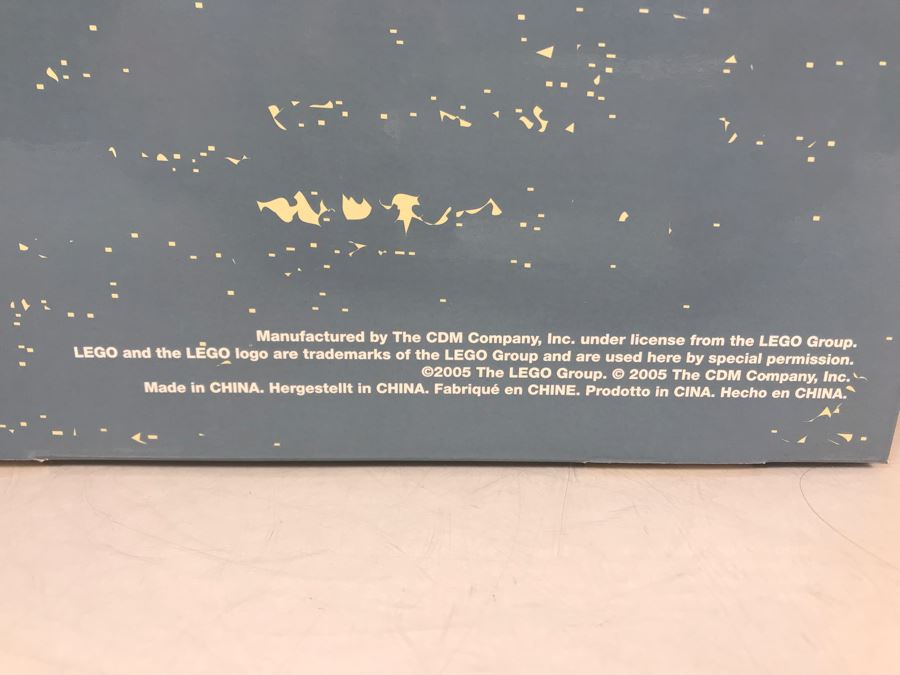 Manufactured by The CDM Company, Inc. under license from the LEGO Group.
LEGO and the LEGO logo are trademarks of the LEGO Group and are used here by special permission.
©2005 The LEGO Group. © 2005 The CDM Company, Inc.
Made in CHINA. Hergestellt in CHINA. Fabriqué en CHINE. Prodotto in CINA. Hecho en CHINA.